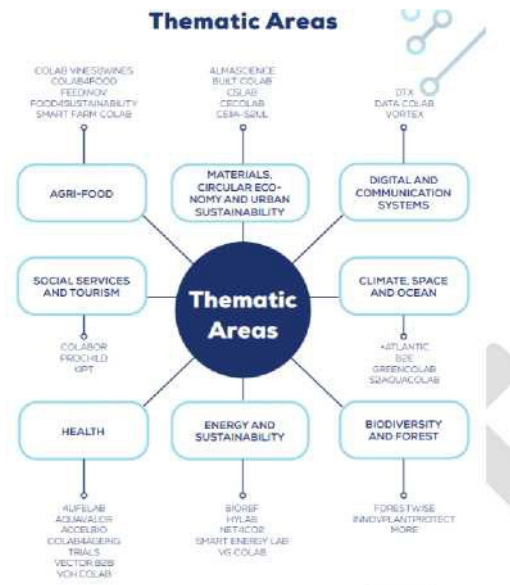 Thematic Areas
COLAB VINES&WINES
COLAB4FOOD
FEEDINOV
FOOD4SUSTAINABILITY
SMART FARM COLAB
ALMASCIENCE
BUILT COLAB
CSLAB
CECOLAB
CEIIA-S2UL
DTX
DATA COLAB
VORTEX
AGRI-FOOD
MATERIALS,
CIRCULAR ECO-
NOMY AND URBAN
SUSTAINABILITY
DIGITAL AND
COMMUNICATION
SYSTEMS
SOCIAL SERVICES
AND TOURISM
Thematic
Areas
CLIMATE, SPACE
AND OCEAN
COLABOR
PROCHILD
KIPT
+ATLANTIC
B2E
GREENCOLAB
S2AQUACOLAB
HEALTH
ENERGY AND
SUSTAINABILITY
BIODIVERSITY
AND FOREST
4LIFELAB
AQUAVALOR
ACCELBIO
COLAB4AGEING
TRIALS
VECTOR B2B
VOH COLAB
BIOREF
HYLAB
NET4CO2
SMART ENERGY LAB
VG COLAB
FORESTWISE
INNOVPLANTPROTECT
MORE